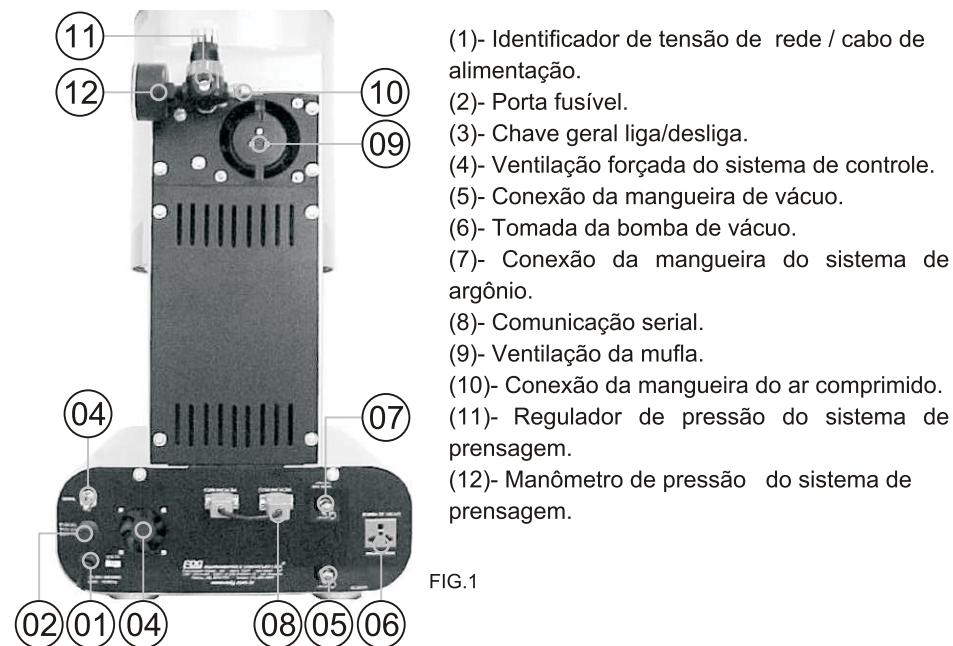 11
12
10
09
04
07
02
01
04
08
05
06
(1)- Identificador de tensão de rede / cabo de
alimentação.
(2)- Porta fusível.
(3)- Chave geral liga/desliga.
(4)- Ventilação forçada do sistema de controle.
(5)- Conexão da mangueira de vácuo.
(6)- Tomada da bomba de vácuo.
(7)- Conexão da mangueira do sistema de
argônio.
(8)- Comunicação serial.
(9)- Ventilação da mufla.
(10)- Conexão da mangueira do ar comprimido.
(11)- Regulador de pressão do sistema de
prensagem.
(12)- Manômetro de pressão do sistema de
prensagem.
FIG.1